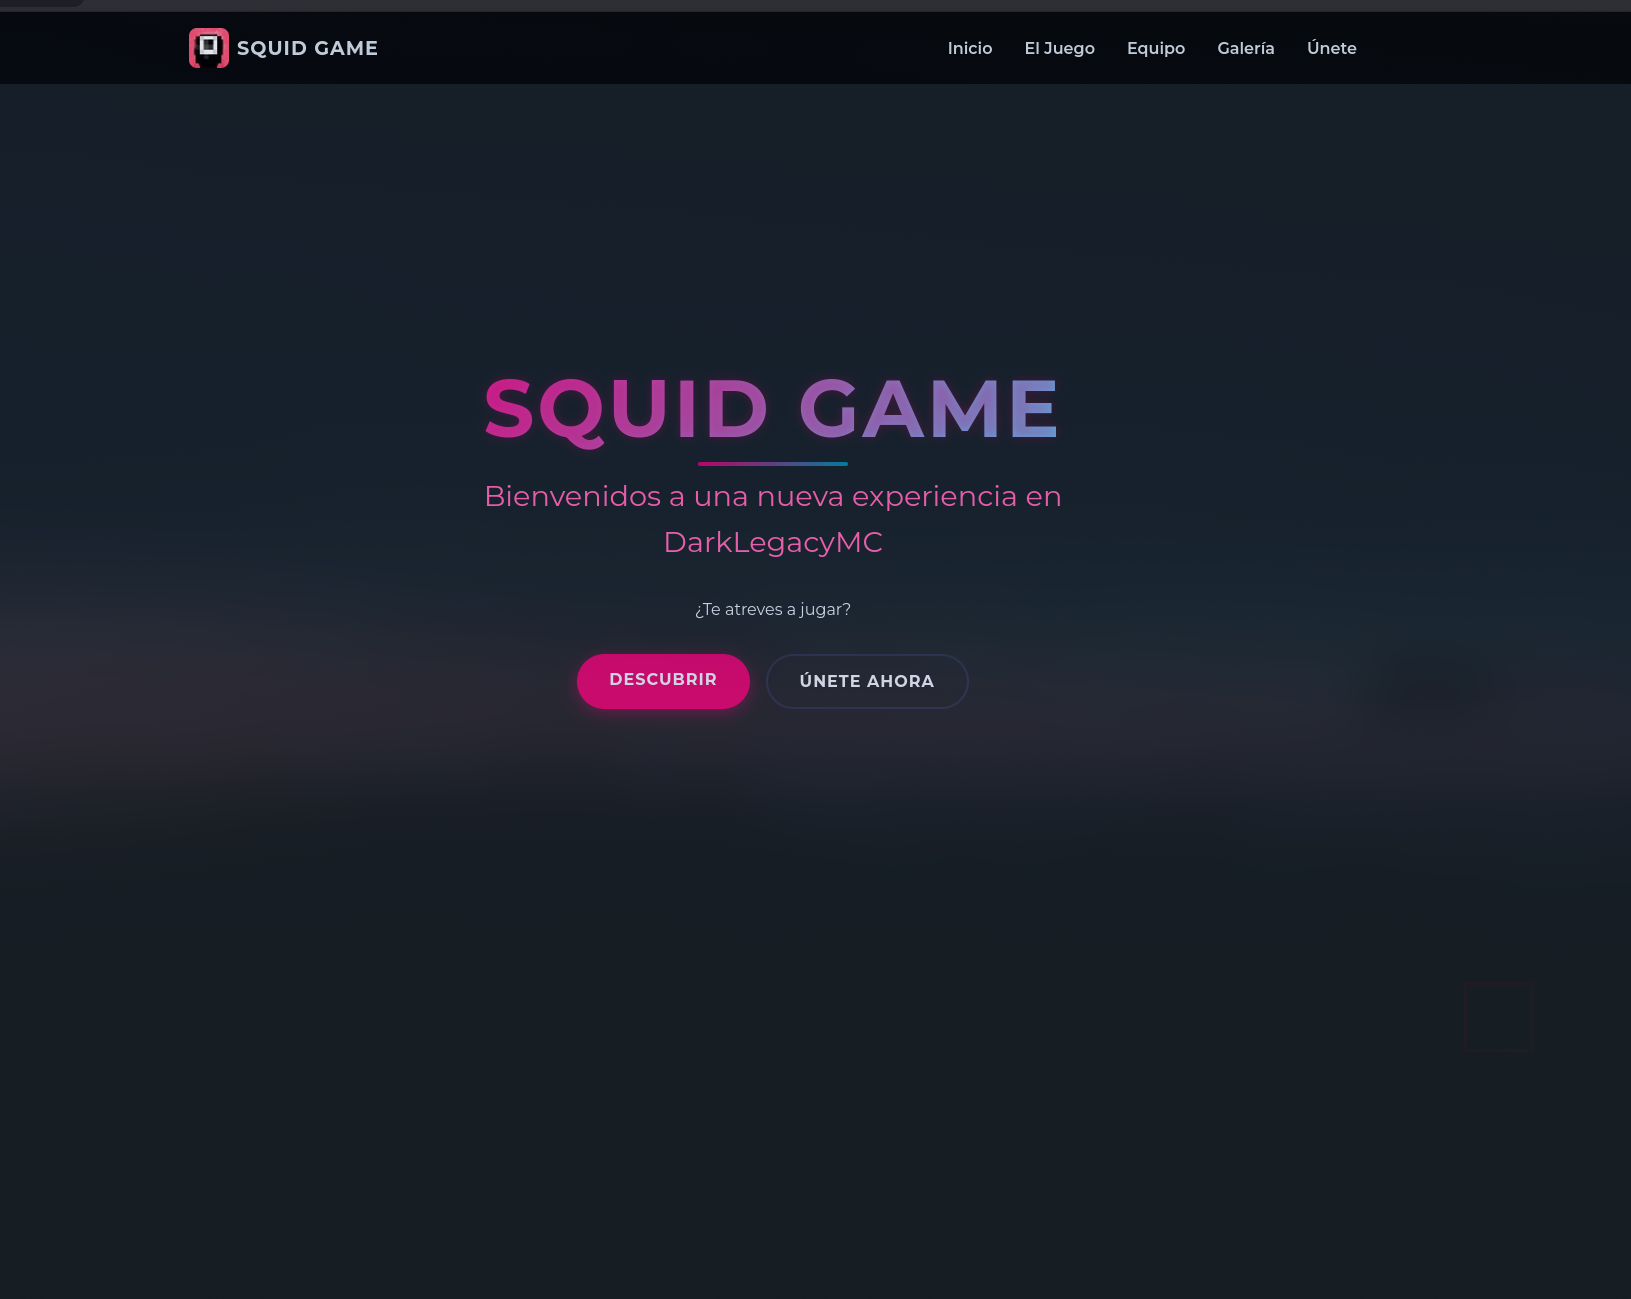 SQUID GAME
Inicio
El Juego
Equipo
Galería
Únete
SQUID GAME
Bienvenidos a una nueva experiencia en
DarkLegacyMC
¿Te atreves a jugar?
DESCUBRIR
ÚNETE AHORA